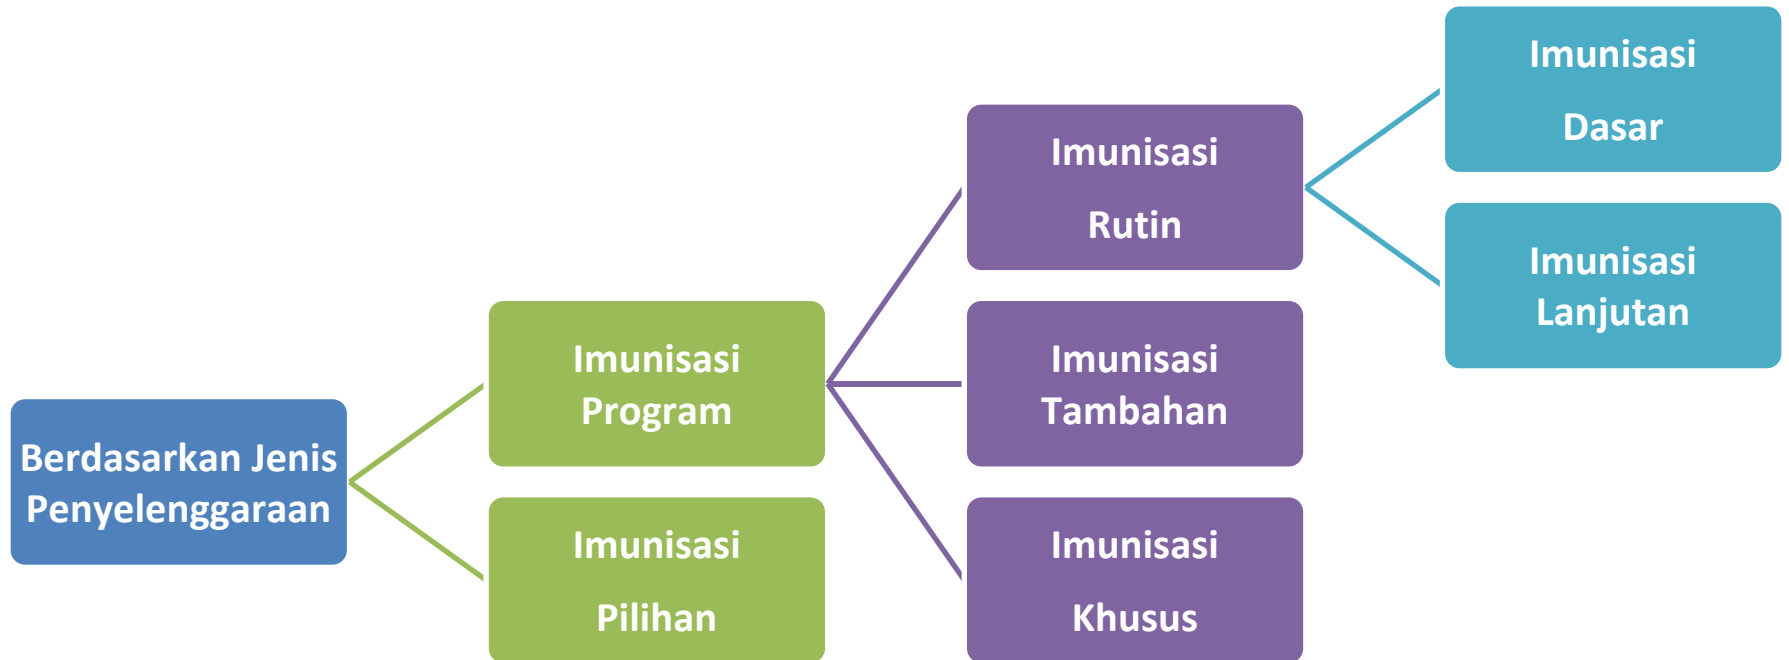 Berdasarkan Jenis
Penyelenggaraan
Imunisasi
Program
Imunisasi
Pilihan
Imunisasi
Rutin
Imunisasi
Tambahan
Imunisasi
Khusus
Imunisasi
Dasar
Imunisasi
Lanjutan